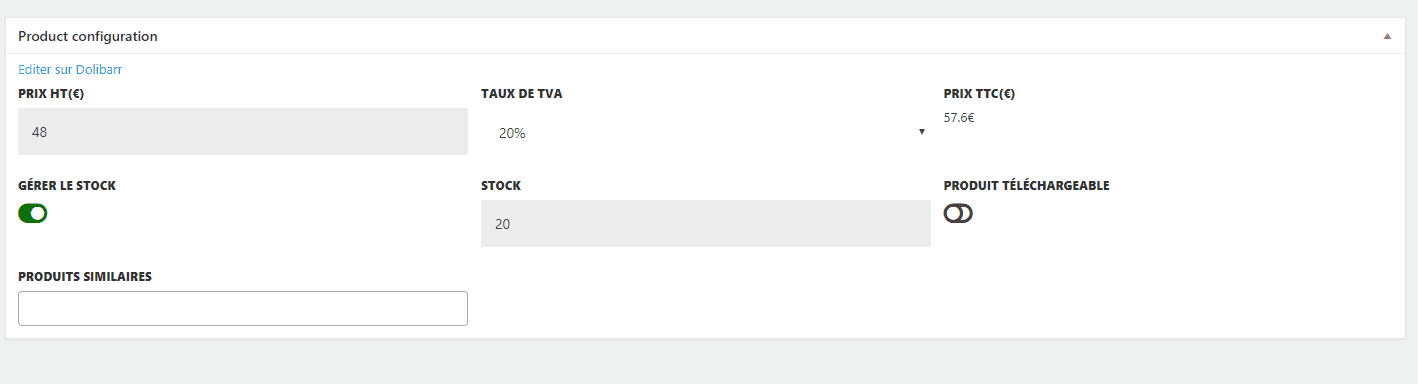 Product configuration
Editer sur Dolibarr
PRIX HT(€) TAUX DE TVA PRIX TTC(€)
48 20% 57.6€
GÉRER LE STOCK STOCK PRODUIT TÉLÉCHARGEABLE
20
PRODUITS SIMILAIRES